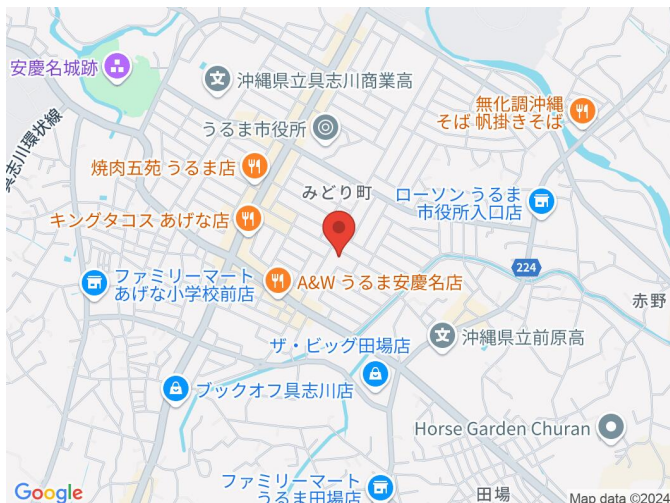 安慶名城跡
沖縄県立具志川商業高
無化調沖縄
そば 帆掛きそば
うるま市役所
具志川環状線
焼肉五苑 うるま店
みどり町
ローソン うるま
市役所入口店
キングタコス あげな店
224
ファミリーマート
あげな小学校前店
A&W うるま安慶名店
赤野
沖縄県立前原高
ザ・ビッグ田場店
ブックオフ具志川店
Horse Garden Churan
ファミリーマート
うるま田場店
田場
Google
Map data ©2024